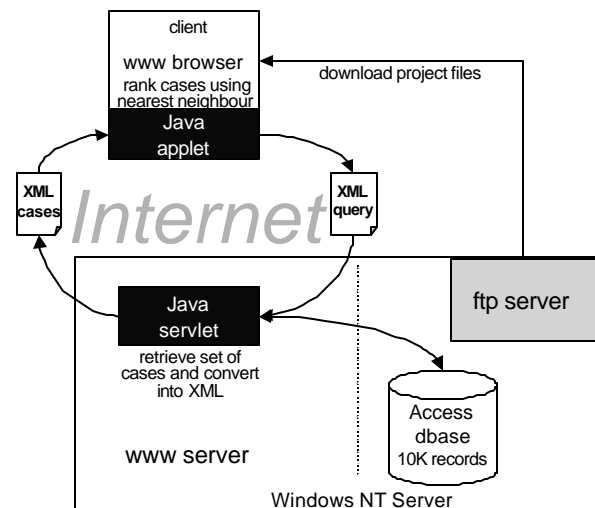 client
www browser
rank cases using
nearest neighbour
Java
applet
download project files
XML
cases
Internet
XML
query
ftp server
Java
servlet
retrieve set of
cases and convert
into XML
Access
dbase
10K records
www server
Windows NT Server